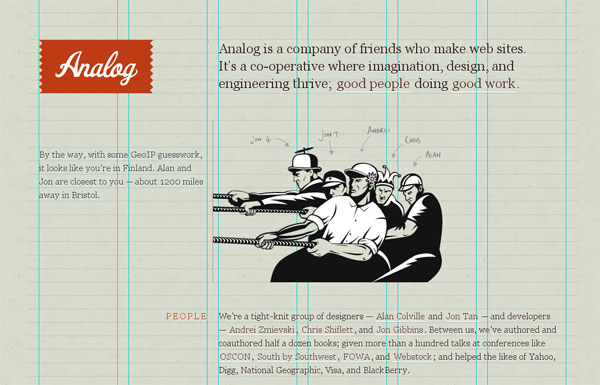 Analog
Analog is a company of friends who make web sites.
It's a co-operative where imagination, design, and
engineering thrive; good people doing good work.
JON G
JON T
ANDREI
CHRIS
ALAN
By the way, with some GeoIP guesswork,
it looks like you're in Finland. Alan and
Jon are closest to you — about 1200 miles
away in Bristol.
PEOPLE
We're a tight-knit group of designers — Alan Colville and Jon Tan — and developers
— Andrei Zmievski, Chris Shiflett, and Jon Gibbins. Between us, we've authored and
coauthored half a dozen books; given more than a hundred talks at conferences like
OSCON, South by Southwest, FOWA, and Webstock; and helped the likes of Yahoo,
Digg, National Geographic, Visa, and BlackBerry.